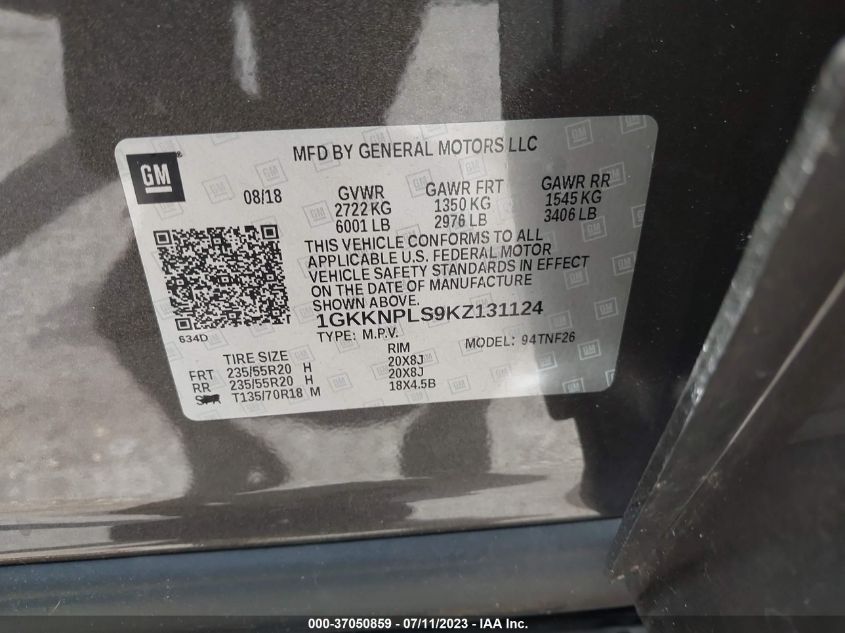 MFD BY GENERAL MOTORS LLC
GM
08/18 GVWR GAWR FRT GAWR RR
2722 KG 1350 KG 1545 KG
6001 LB 2976 LB 3406 LB
THIS VEHICLE CONFORMS TO ALL
APPLICABLE U.S. FEDERAL MOTOR
VEHICLE SAFETY STANDARDS IN EFFECT
ON THE DATE OF MANUFACTURE
SHOWN ABOVE.
1GKKNPLS9KZ131124
634D
TYPE: M.P.V. MODEL: 94TNF26
TIRE SIZE RIM
FRT 235/55R20 H 20X8J
RR 235/55R20 H 20X8J
T135/70R18 M 18X4.5B
000-37050859 / 07/11/2023 / © IAA, Inc.